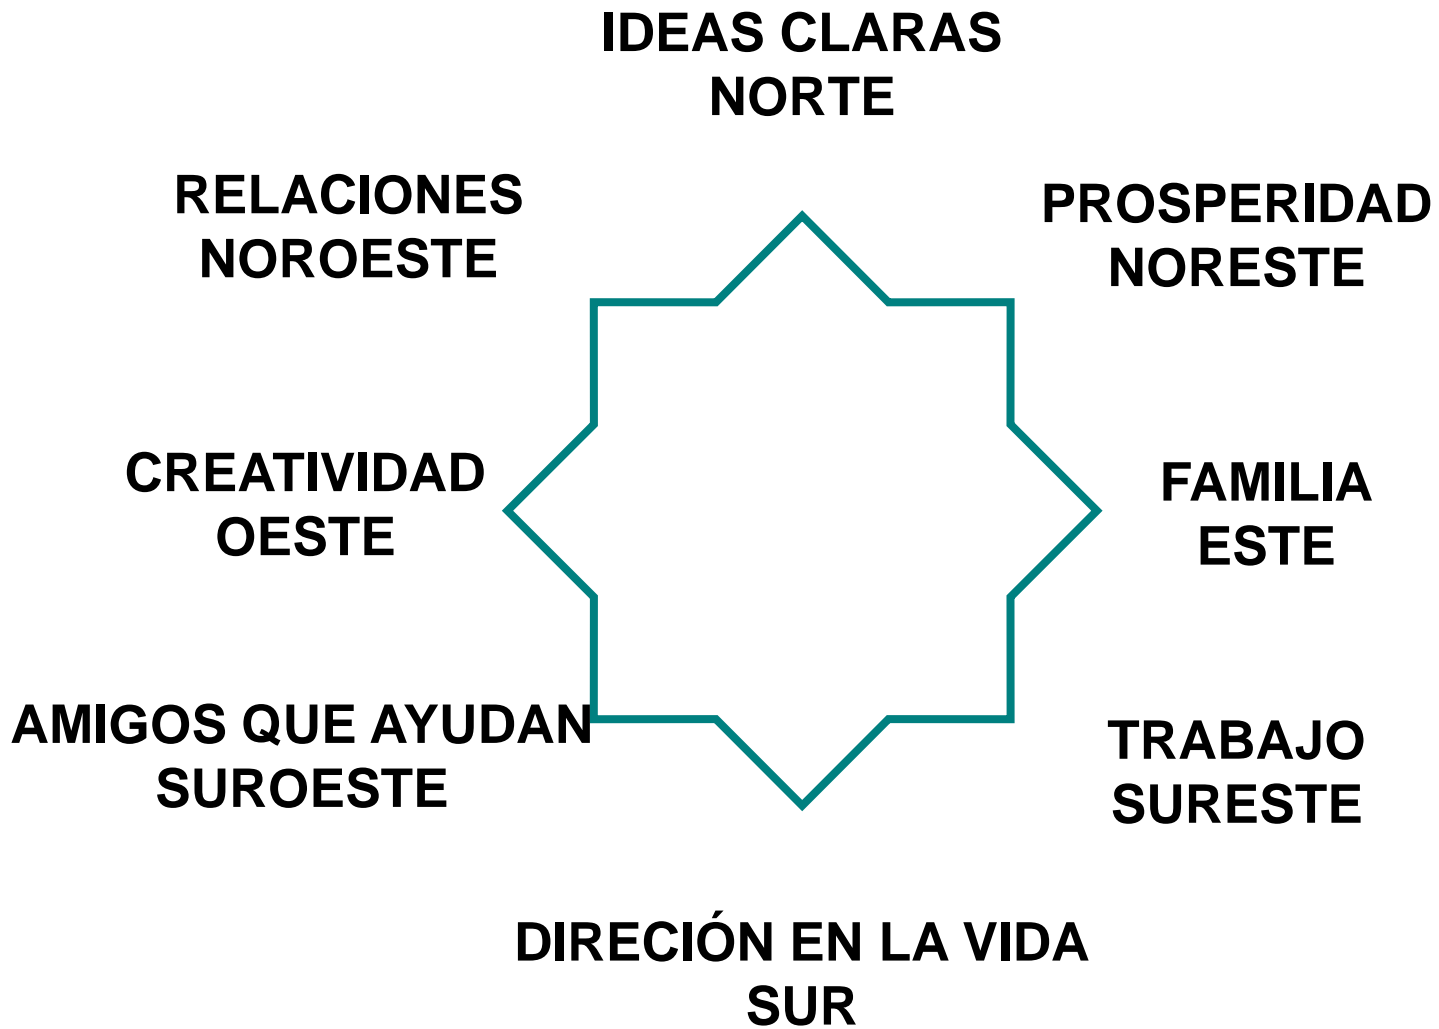 IDEAS CLARAS
NORTE
RELACIONES
NOROESTE
PROSPERIDAD
NORESTE
CREATIVIDAD
OESTE
FAMILIA
ESTE
AMIGOS QUE AYUDAN
SUROESTE
TRABAJO
SURESTE
DIRECIÓN EN LA VIDA
SUR